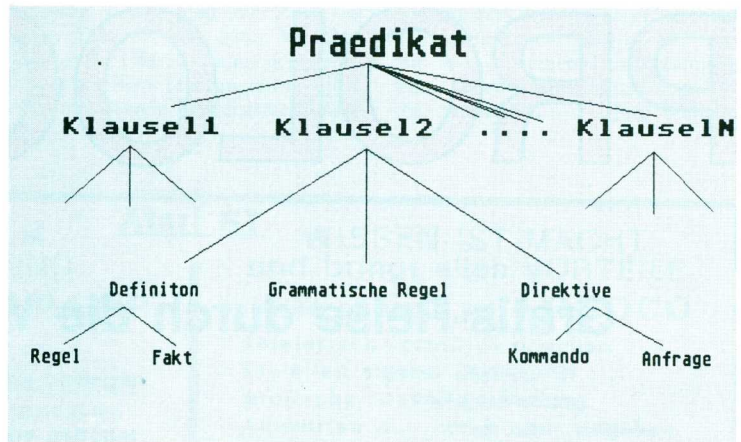 Praedikat
Klausel1 Klausel2 .... KlauselN
Definiton Grammatische Regel Direktive
Regel Fakt Kommando Anfrage